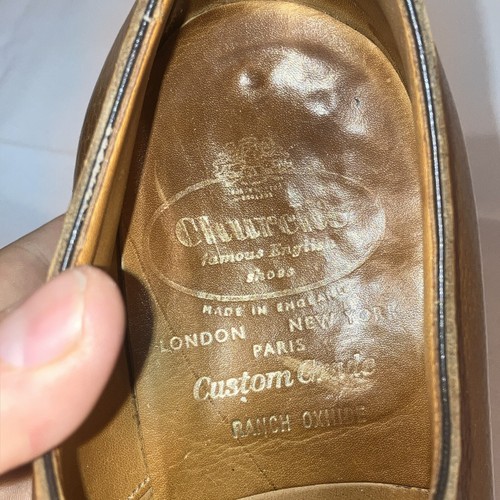 Church's
famous English
shoes
MADE IN ENGLAND
LONDON NEW YORK
PARIS
Custom Grade
RANCH OXHIDE